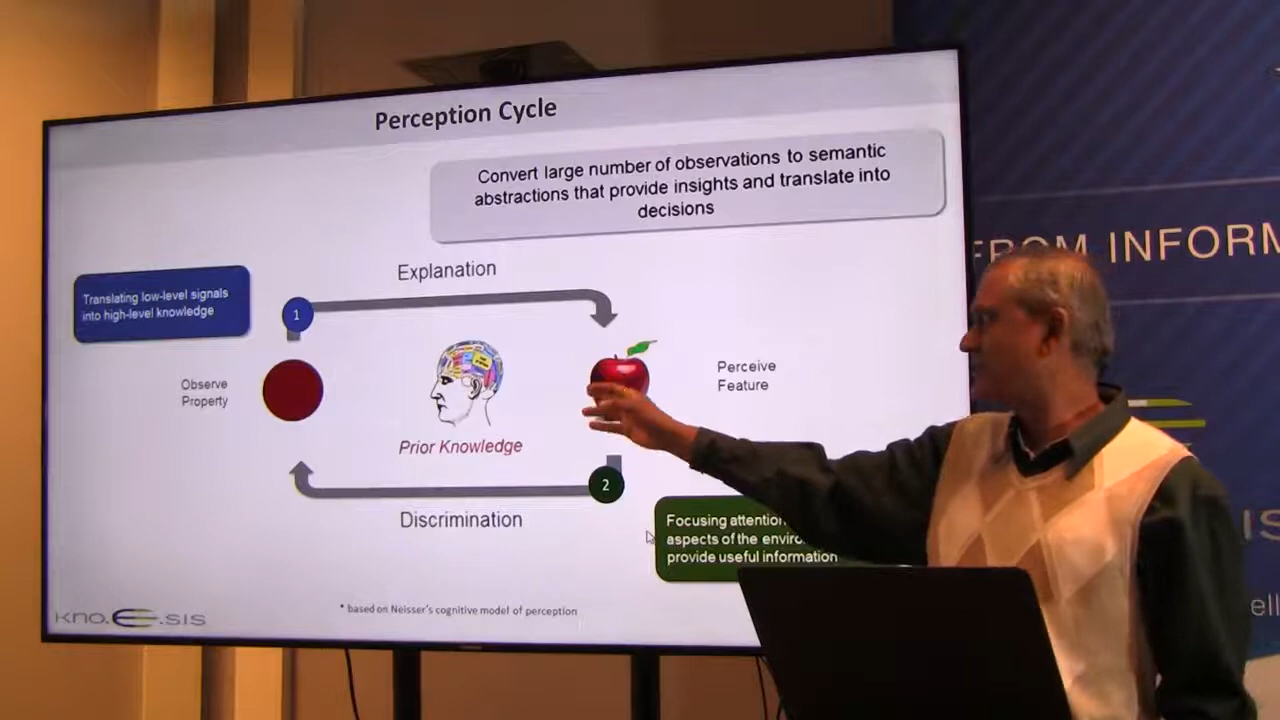 Perception Cycle
Convert large number of observations to semantic
abstractions that provide insights and translate into
decisions
Explanation
Translating low-level signals
into high-level knowledge
1
Observe
Property
Perceive
Feature
Prior Knowledge
2
Discrimination
Focusing attention
aspects of the
provide useful information
* based on Neisser's cognitive model of perception
kno.e.sis
FROM INFORM
IS
ell